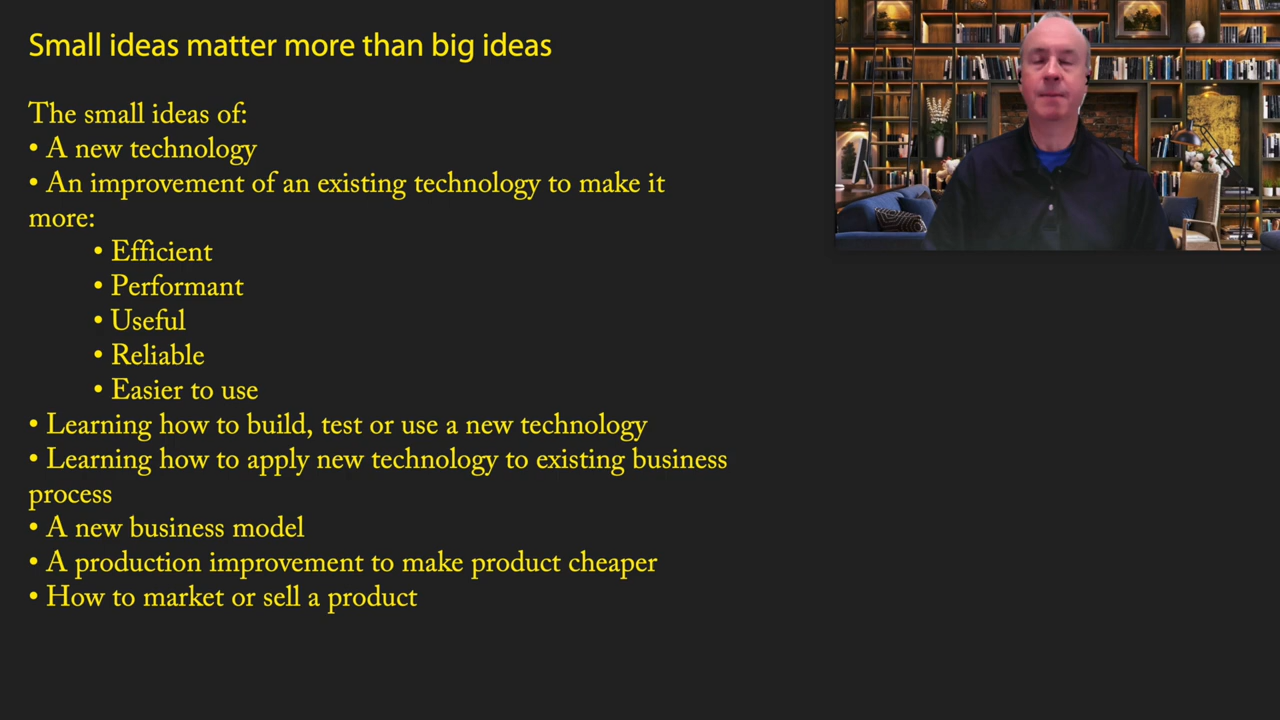 Small ideas matter more than big ideas
The small ideas of:
• A new technology
• An improvement of an existing technology to make it
more:
• Efficient
• Performant
• Useful
• Reliable
• Easier to use
• Learning how to build, test or use a new technology
• Learning how to apply new technology to existing business
process
• A new business model
• A production improvement to make product cheaper
• How to market or sell a product